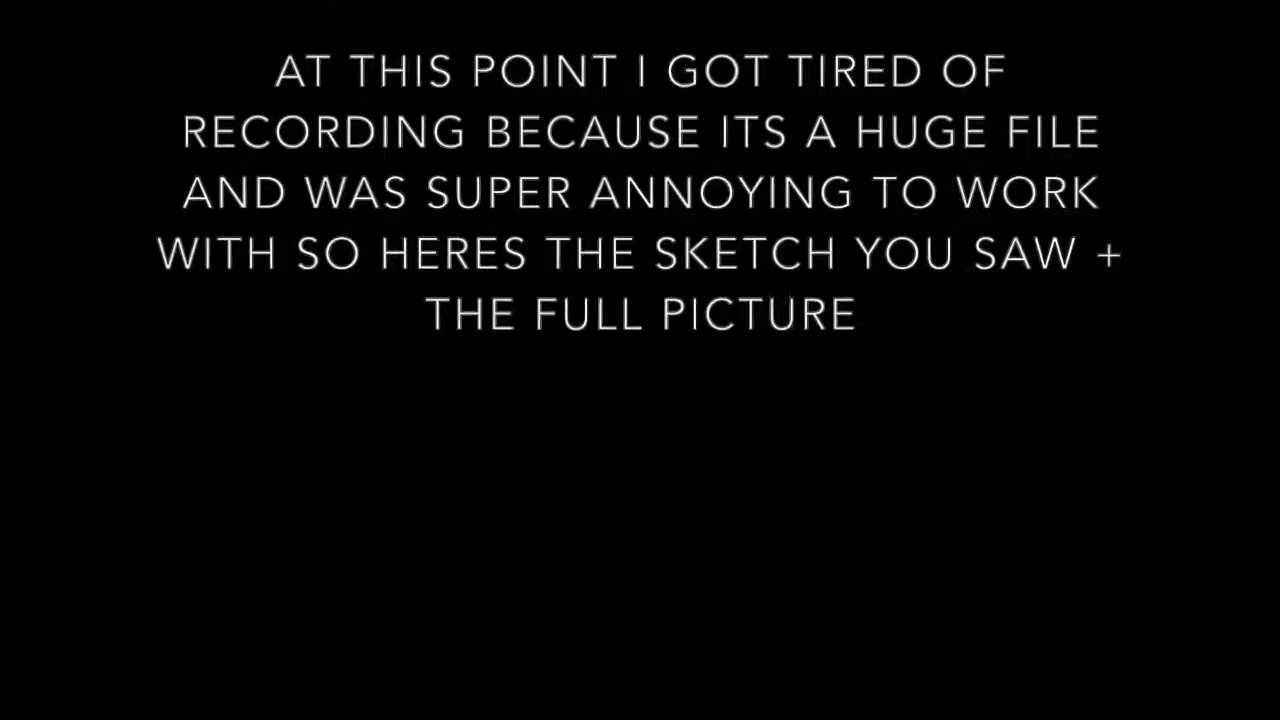 AT THIS POINT I GOT TIRED OF
RECORDING BECAUSE ITS A HUGE FILE
AND WAS SUPER ANNOYING TO WORK
WITH SO HERES THE SKETCH YOU SAW +
THE FULL PICTURE